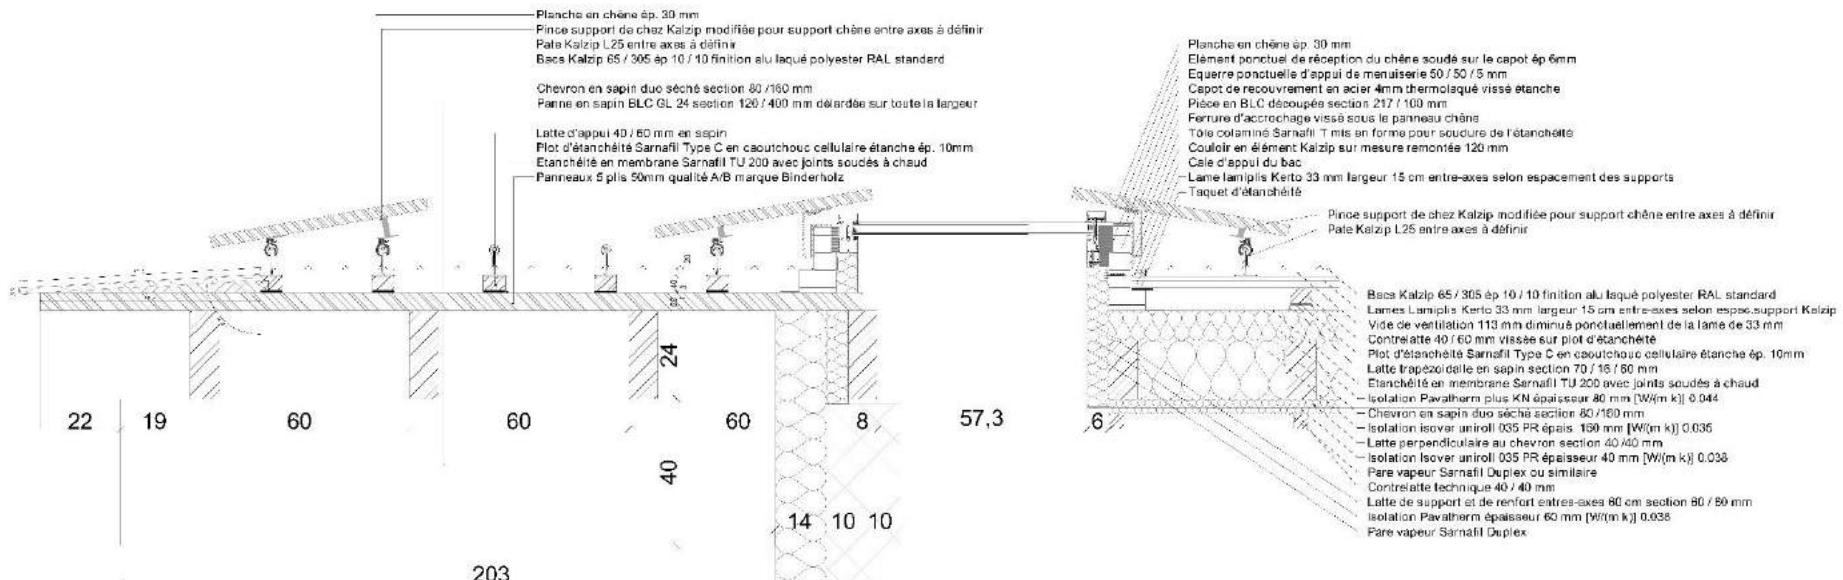 Planche en chêne ép. 30 mm
Pince support de chez Kalzip modifiée pour support chêne entre axes à définir
Pate Kalzip L25 entre axes à définir
Bacs Kalzip 65 / 305 ép 10 / 10 finition alu laqué polyester RAL standard
Chevron en sapin duo séché section 80 /160 mm
Panne en sapin BLC GL 24 section 120 / 400 mm délardée sur toute la largeur
Latte d'appui 40 / 60 mm en sapin
Plot d'étanchéité Sarnafil Type C en caoutchouc cellulaire étanche ép. 10mm
Etanchéité en membrane Sarnafil TU 200 avec joints soudés à chaud
Panneaux 5 plis 50mm qualité A/B marque Binderholz
Planche en chêne ép. 30 mm
Elément ponctuel de réception du chêne soudé sur le capot ép 6mm
Equerre ponctuelle d'appui de menuiserie 50 / 50 / 5 mm
Capot de recouvrement en acier 4mm thermolaqué vissé étanche
Pièce en BLC découpée section 217 / 100 mm
Ferrure d'accrochage vissé sous le panneau chêne
Tôle colaminé Sarnafil T mis en forme pour soudure de l'étanchéité
Couloir en élément Kalzip sur mesure remontée 120 mm
Cale d'appui du bac
Lame lamiplis Kerto 33 mm largeur 15 cm entre-axes selon espacement des supports
Taquet d'étanchéité
Pince support de chez Kalzip modifiée pour support chêne entre axes à définir
Pate Kalzip L25 entre axes à définir
Bacs Kalzip 65 / 305 ép 10 / 10 finition alu laqué polyester RAL standard
Lames Lamiplis Kerto 33 mm largeur 15 cm entre-axes selon espac.support Kalzip
Vide de ventilation 113 mm diminué ponctuellement de la lame de 33 mm
Contrelatte 40 / 60 mm vissée sur plot d'étanchéité
Plot d'étanchéité Sarnafil Type C en caoutchouc cellulaire étanche ép. 10mm
Latte trapézoidalle en sapin section 70 / 16 / 60 mm
Etanchéité en membrane Sarnafil TU 200 avec joints soudés à chaud
Isolation Pavatherm plus KN épaisseur 80 mm [W/(m k)] 0.044
Chevron en sapin duo séché section 80 /160 mm
Isolation isover uniroll 035 PR épais. 160 mm [W/(m k)] 0.035
Latte perpendiculaire au chevron section 40 /40 mm
Isolation Isover uniroll 035 PR épaisseur 40 mm [W/(m k)] 0.038
Pare vapeur Sarnafil Duplex ou similaire
Contrelatte technique 40 / 40 mm
Latte de support et de renfort entres-axes 60 cm section 60 / 80 mm
Isolation Pavatherm épaisseur 60 mm [W/(m k)] 0.038
Pare vapeur Sarnafil Duplex
20
24
22 19 60 60 60 8 57,3 6
40
14 10 10
203